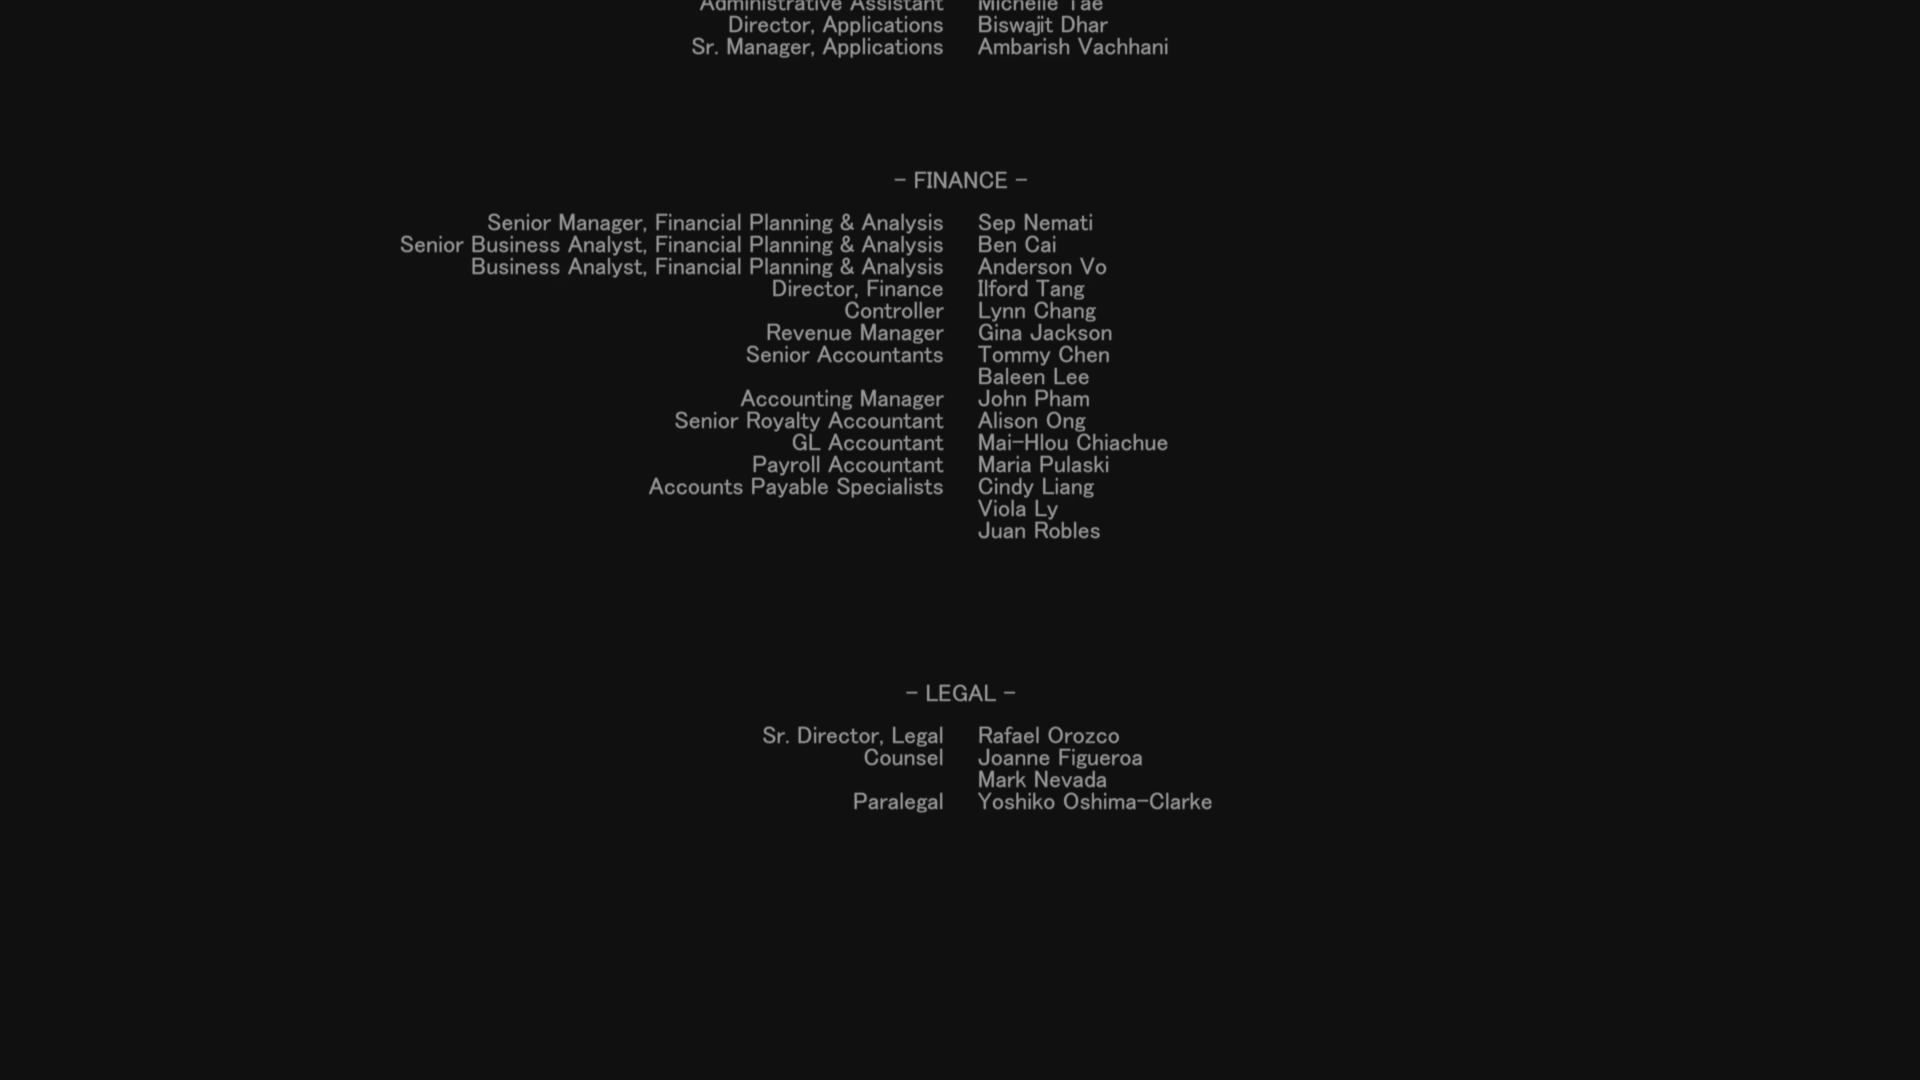 Administrative Assistant Michelle Tae
Director, Applications Biswajit Dhar
Sr. Manager, Applications Ambarish Vachhani
- FINANCE -
Senior Manager, Financial Planning & Analysis Sep Nemati
Senior Business Analyst, Financial Planning & Analysis Ben Cai
Business Analyst, Financial Planning & Analysis Anderson Vo
Director, Finance Ilford Tang
Controller Lynn Chang
Revenue Manager Gina Jackson
Senior Accountants Tommy Chen
Baleen Lee
Accounting Manager John Pham
Senior Royalty Accountant Alison Ong
GL Accountant Mai-Hlou Chiachue
Payroll Accountant Maria Pulaski
Accounts Payable Specialists Cindy Liang
Viola Ly
Juan Robles
- LEGAL -
Sr. Director, Legal Rafael Orozco
Counsel Joanne Figueroa
Mark Nevada
Paralegal Yoshiko Oshima-Clarke